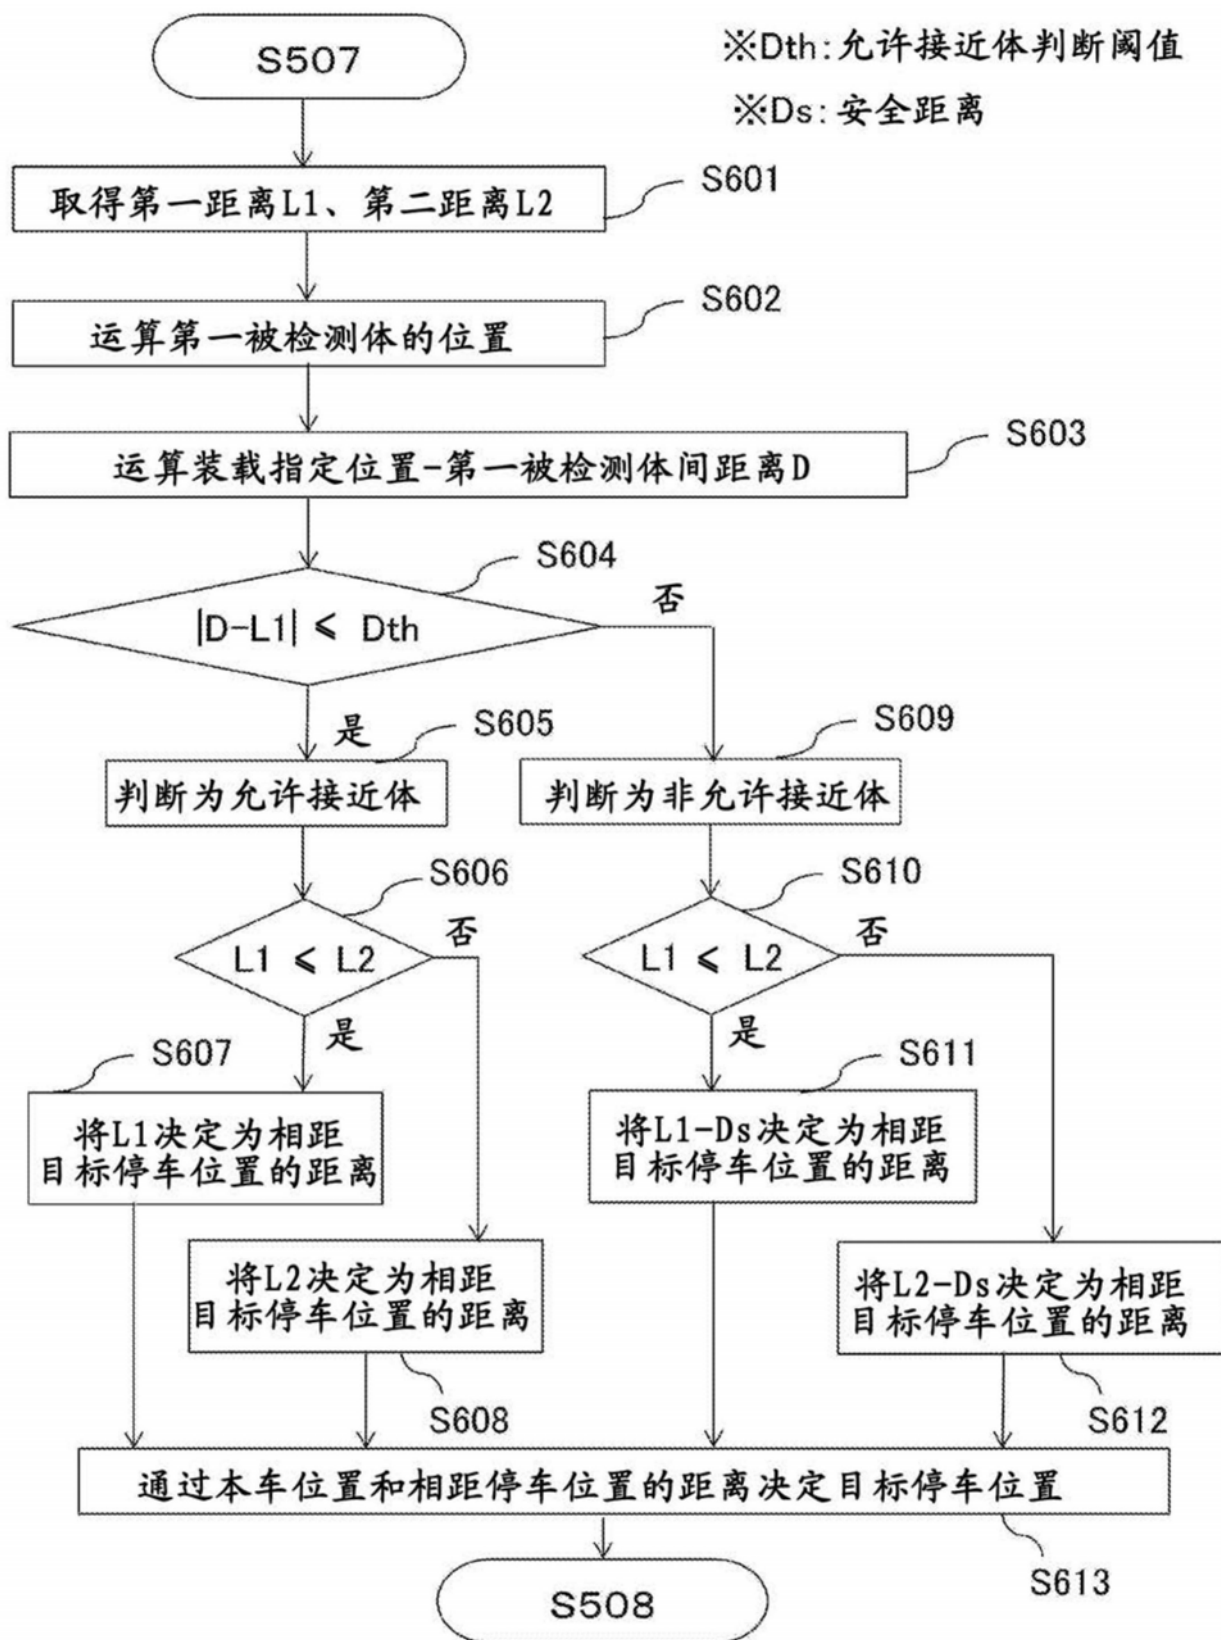 S507
※Dth:允许接近体判断阈值
※Ds:安全距离
S601
取得第一距离L1、第二距离L2
S602
运算第一被检测体的位置
S603
运算装载指定位置-第一被检测体间距离D
S604
|D-L1| ≤ Dth
否
是
S605
判断为允许接近体
S609
判断为非允许接近体
S606
L1 ≤ L2
否
是
S610
L1 ≤ L2
否
是
S607
将L1决定为相距
目标停车位置的距离
S611
将L1-Ds决定为相距
目标停车位置的距离
将L2决定为相距
目标停车位置的距离
S608
将L2-Ds决定为相距
目标停车位置的距离
S612
通过本车位置和相距停车位置的距离决定目标停车位置
S613
S508